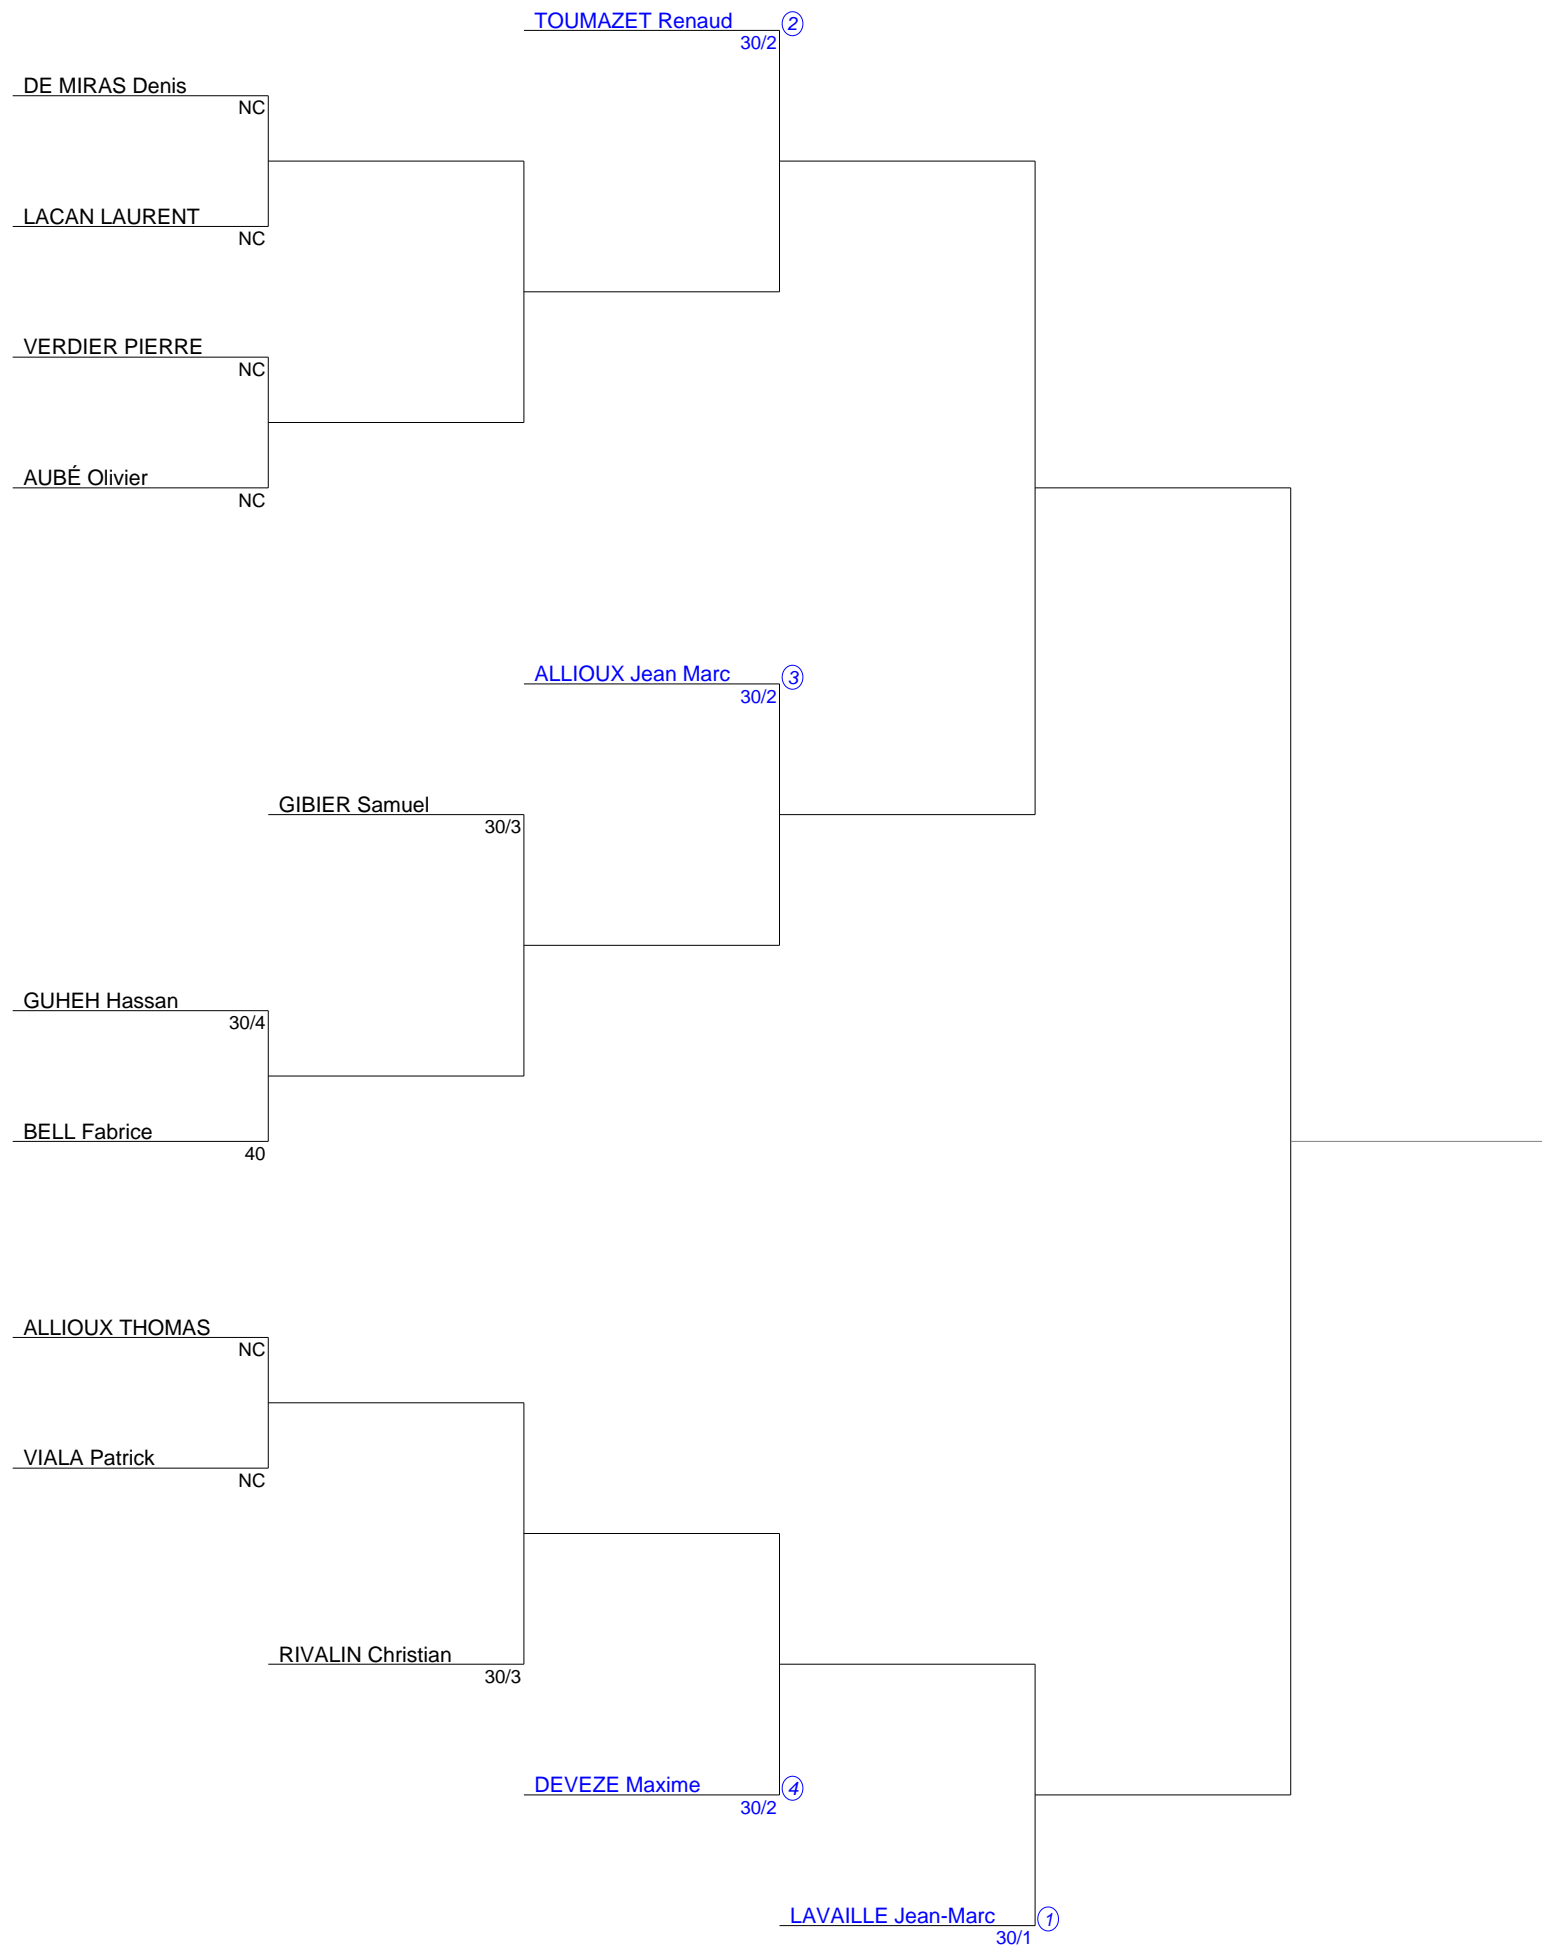 TOUMAZET Renaud 2
30/2
DE MIRAS Denis
NC
LACAN LAURENT
NC
VERDIER PIERRE
NC
AUBÉ Olivier
NC
ALLIOUX Jean Marc 3
30/2
GIBIER Samuel
30/3
GUHEH Hassan
30/4
BELL Fabrice
40
ALLIOUX THOMAS
NC
VIALA Patrick
NC
RIVALIN Christian
30/3
DEVEZE Maxime 4
30/2
LAVAILLE Jean-Marc 1
30/1